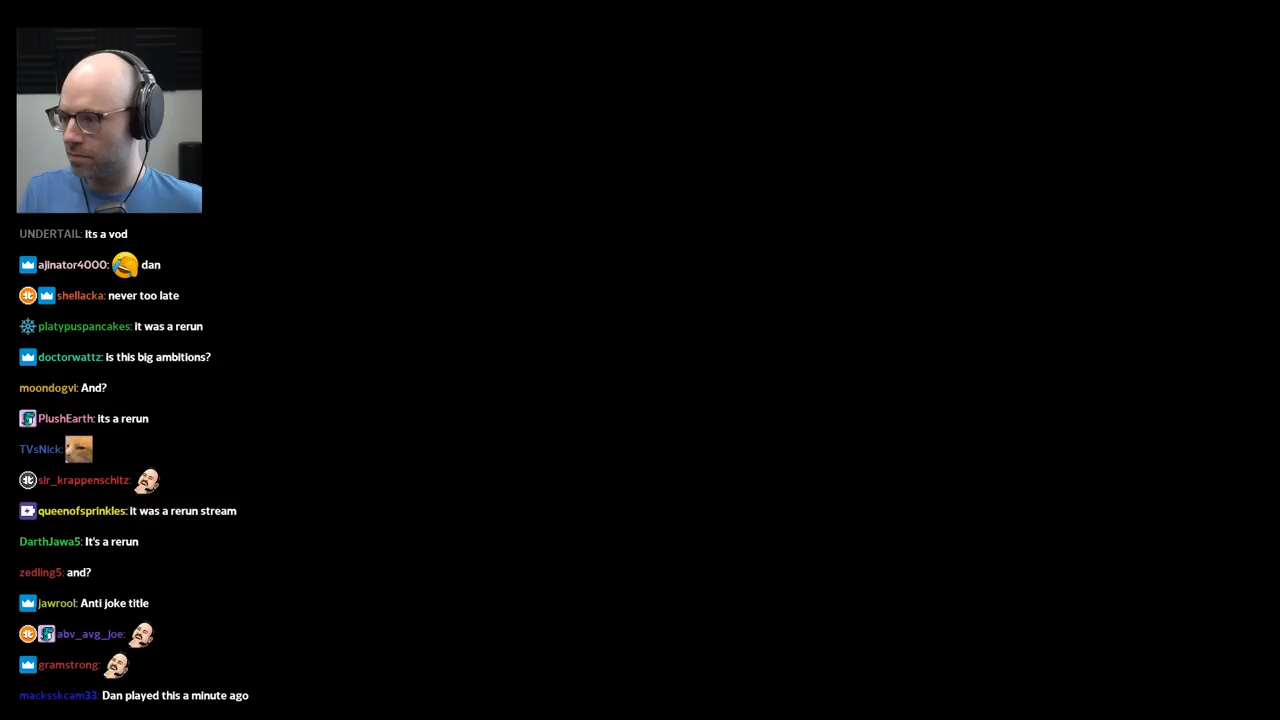 UNDERTAIL: Its a vod
ajinator4000: dan
shellacka: never too late
platypuspancakes: it was a rerun
doctorwattz: is this big ambitions?
moondogvi: And?
PlushEarth: its a rerun
TVsNick:
sir_krappenschitz:
queenofsprinkles: it was a rerun stream
DarthJawa5: It's a rerun
zedling5: and?
jawrool: Anti joke title
abv_avg_joe:
gramstrong:
macksskcam33: Dan played this a minute ago